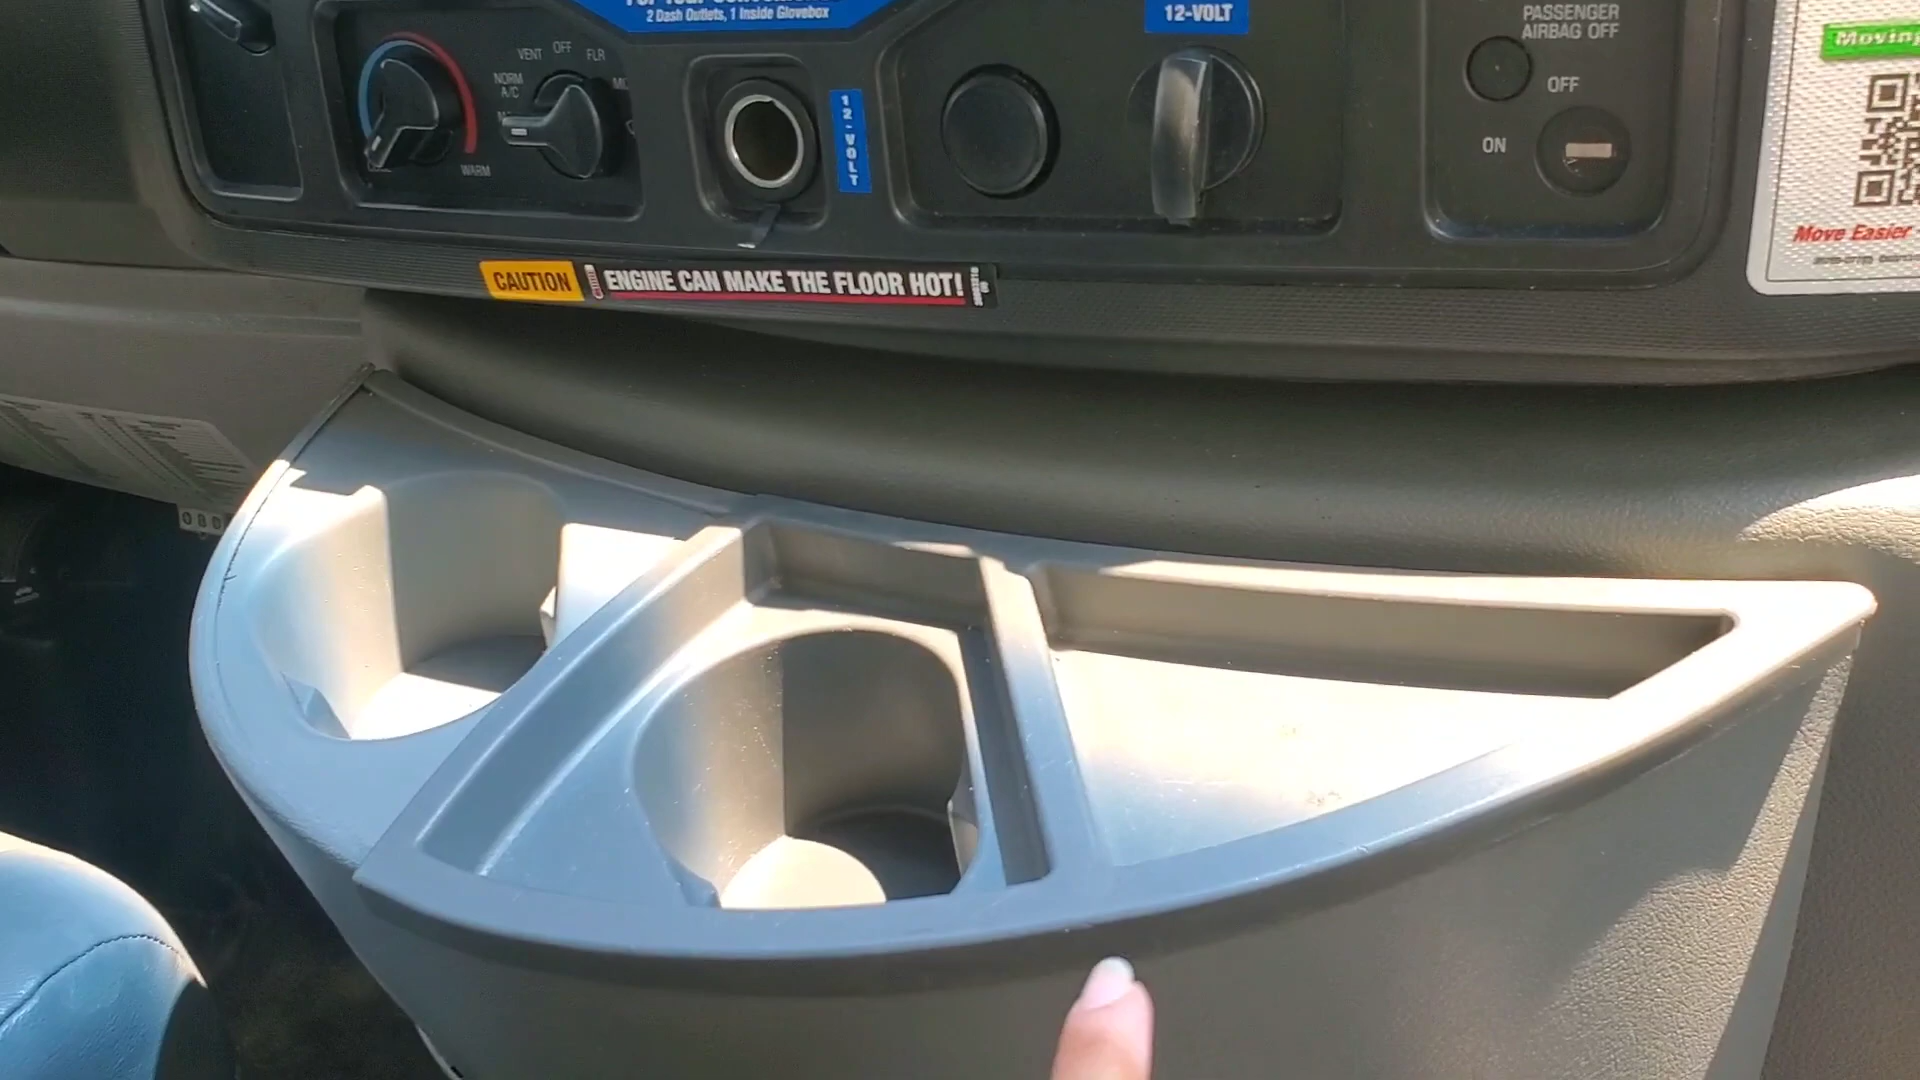 2 Dash Outlets, 1 Inside Glovebox
12-VOLT
PASSENGER
AIRBAG OFF
OFF
ON
VENT
OFF
FLR
NORM
A/C
WARM
12-VOLT
Moving
Move Easier
CAUTION
ENGINE CAN MAKE THE FLOOR HOT!